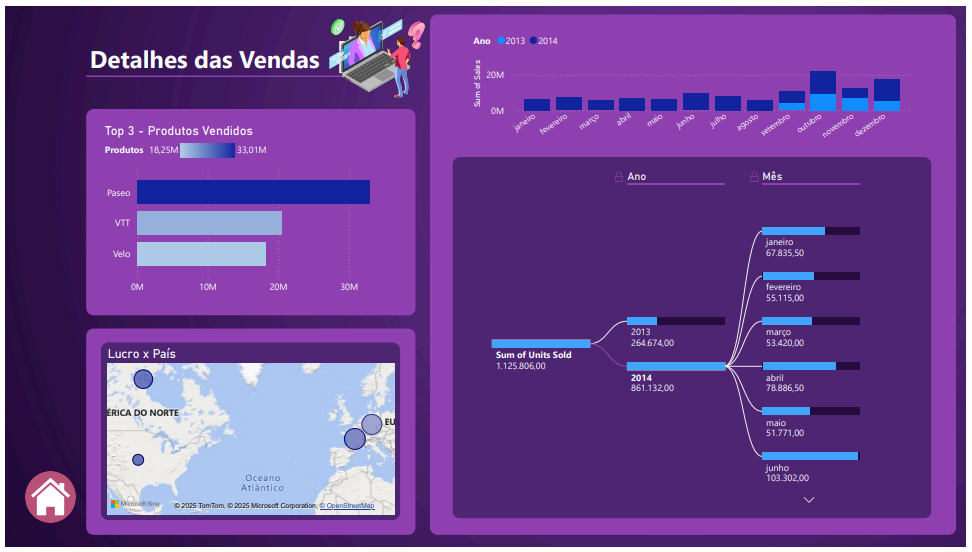 Detalhes das Vendas
Top 3 - Produtos Vendidos
Produtos 18,25M 33,01M
Paseo
VTT
Velo
0M 10M 20M 30M
Lucro x País
ÉRICA DO NORTE
EU
Oceano
Atlântico
Microsoft Bing
© 2025 TomTom, © 2025 Microsoft Corporation, © OpenStreetMap
Ano 2013 2014
Sum of Sales
20M
0M
janeiro fevereiro março abril maio junho julho agosto setembro outubro novembro dezembro
Ano Mês
Sum of Units Sold
1.125.806,00
2013
264.674,00
2014
861.132,00
janeiro
67.835,50
fevereiro
55.115,00
março
53.420,00
abril
78.886,50
maio
51.771,00
junho
103.302,00